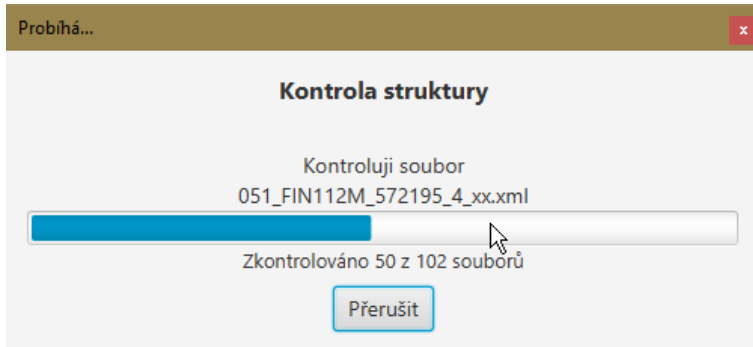 Probíhá...
x
Kontrola struktury
Kontroluji soubor
051_FIN112M_572195_4_xx.xml
Zkontrolováno 50 z 102 souborů
Přerušit